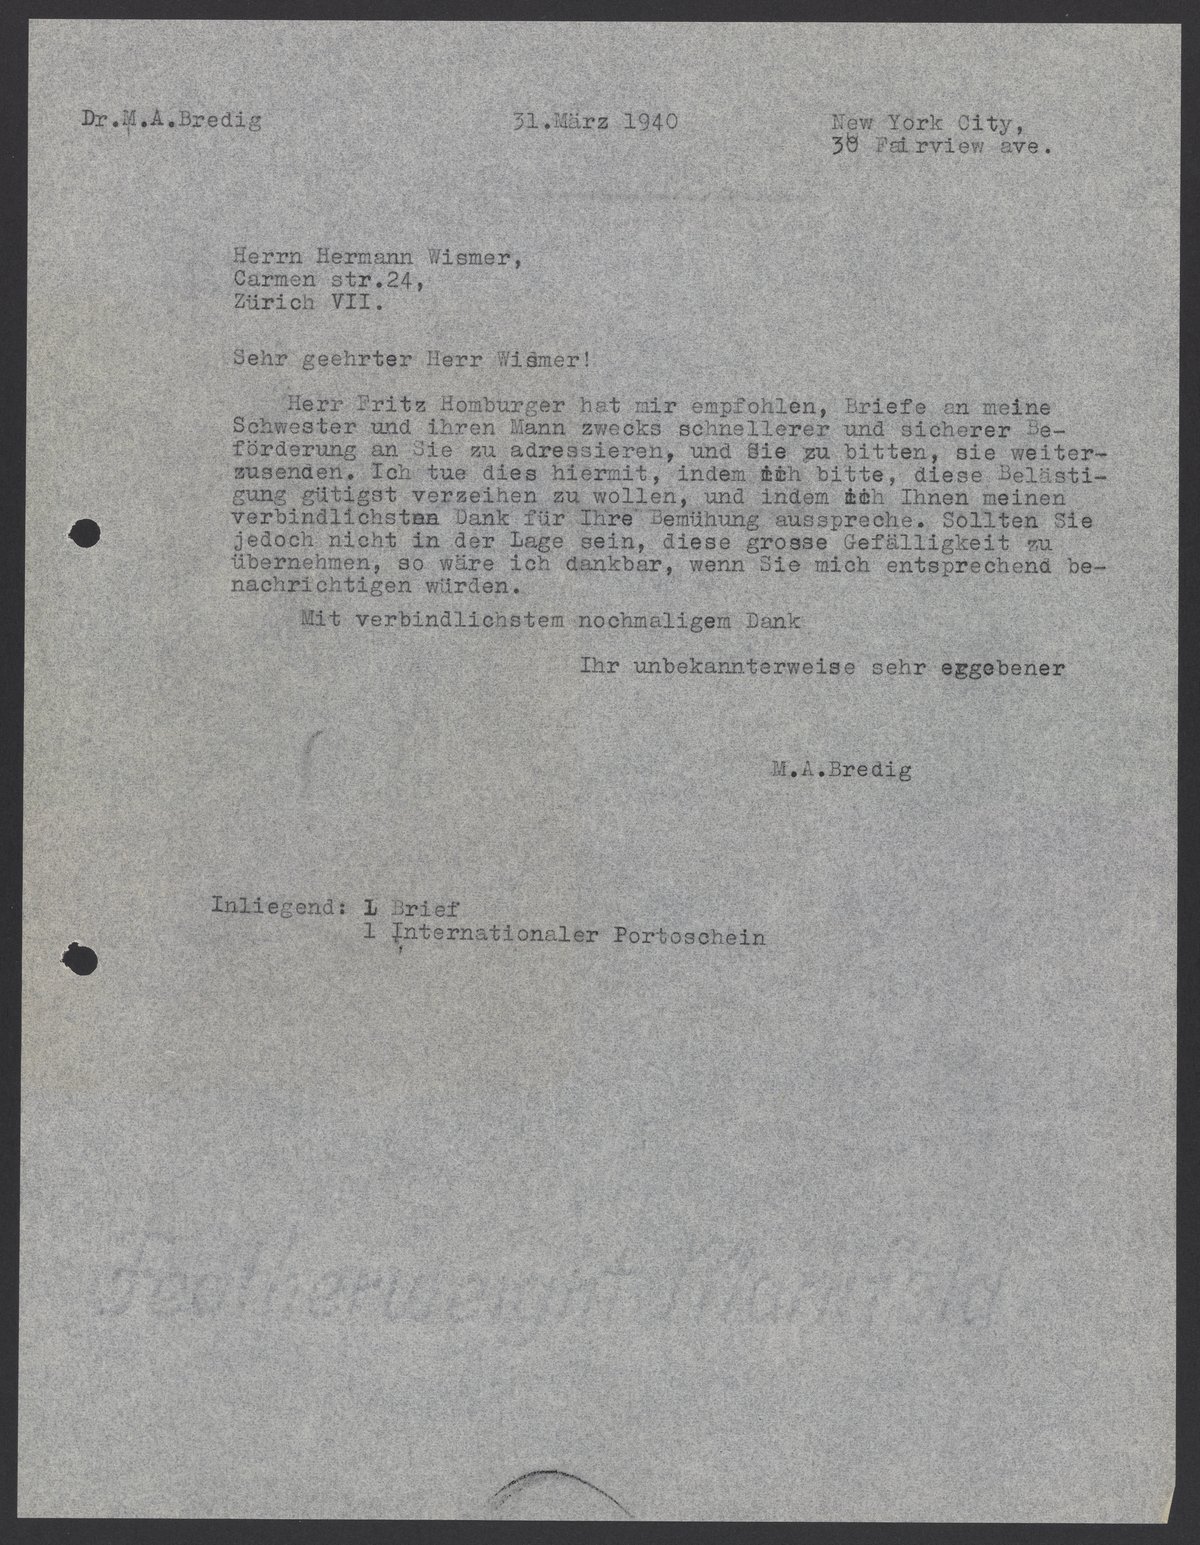 Dr.M.A.Bredig 31.März 1940 New York City,
38 Fairview ave.
Herrn Hermann Wismer,
Carmen str.24,
Zürich VII.
Sehr geehrter Herr Wismer!
Herr Fritz Homburger hat mir empfohlen, Briefe an meine
Schwester und ihren Mann zwecks schnellerer und sicherer Be-
förderung an Sie zu adressieren, und Sie zu bitten, sie weiter-
zusenden. Ich tue dies hiermit, indem ich bitte, diese Belästi-
gung gütigst verzeihen zu wollen, und indem ich Ihnen meinen
verbindlichsten Dank für Ihre Bemühung ausspreche. Sollten Sie
jedoch nicht in der Lage sein, diese grosse Gefälligkeit zu
übernehmen, so wäre ich dankbar, wenn Sie mich entsprechend be-
nachrichtigen würden.
Mit verbindlichstem nochmaligem Dank
Ihr unbekannterweise sehr ergebener
M.A.Bredig
Inliegend: 1 Brief
1 Internationaler Portoschein